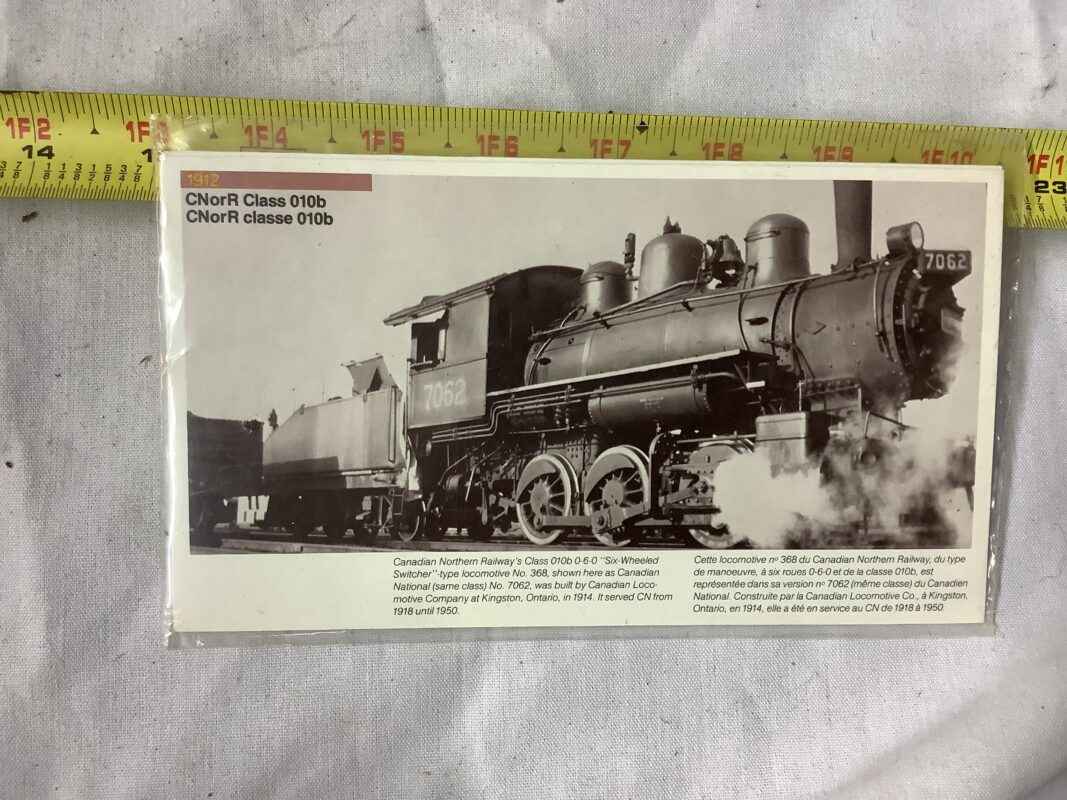 1F2 1F3 1F4 1F5 1F6 1F7 1F8 1F9 1F10 1F1
14 23
1912
CNorR Class 010b
CNorR classe 010b
7062
7062
Canadian Northern Railway's Class 010b 0-6-0 "Six-Wheeled
Switcher"-type locomotive No. 368, shown here as Canadian
National (same class) No. 7062, was built by Canadian Loco-
motive Company at Kingston, Ontario, in 1914. It served CN from
1918 until 1950.
Cette locomotive nº 368 du Canadian Northern Railway, du type
de manoeuvre, à six roues 0-6-0 et de la classe 010b, est
représentée dans sa version nº 7062 (même classe) du Canadian
National. Construite par la Canadian Locomotive Co., à Kingston,
Ontario, en 1914, elle a été en service au CN de 1918 à 1950.